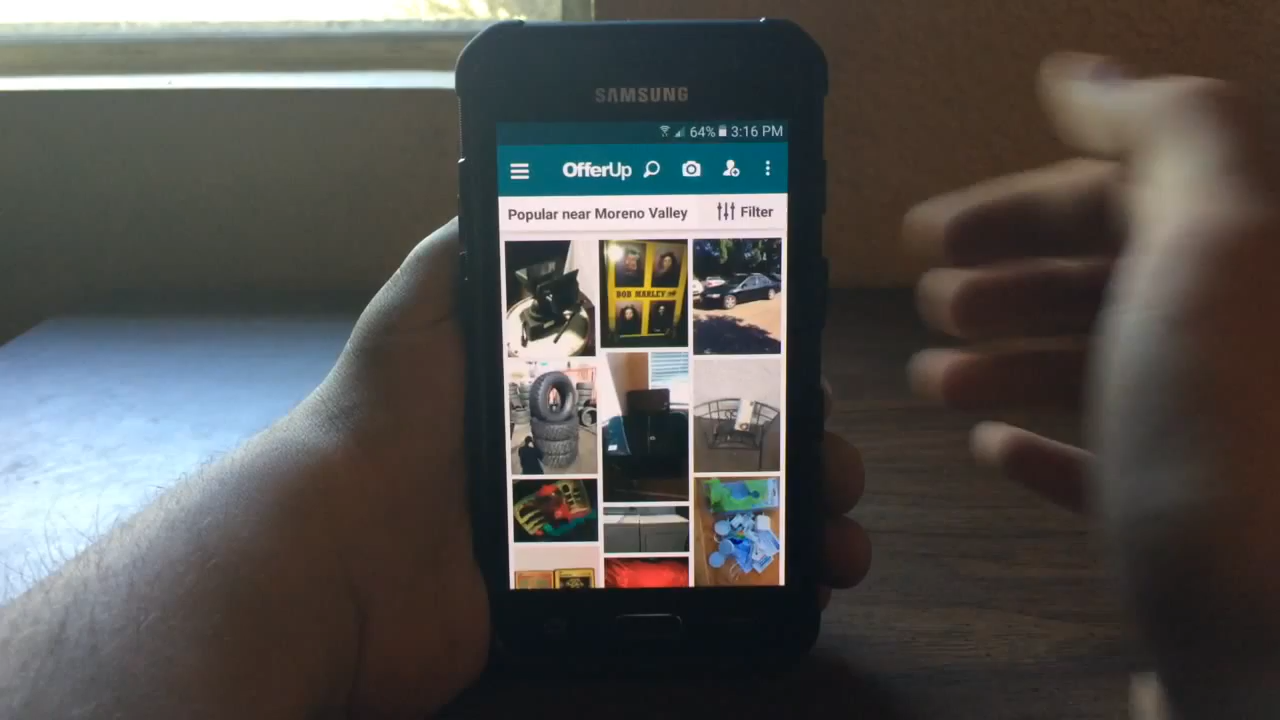 SAMSUNG
64% 3:16 PM
OfferUp
Popular near Moreno Valley
Filter
BOB MARLEY